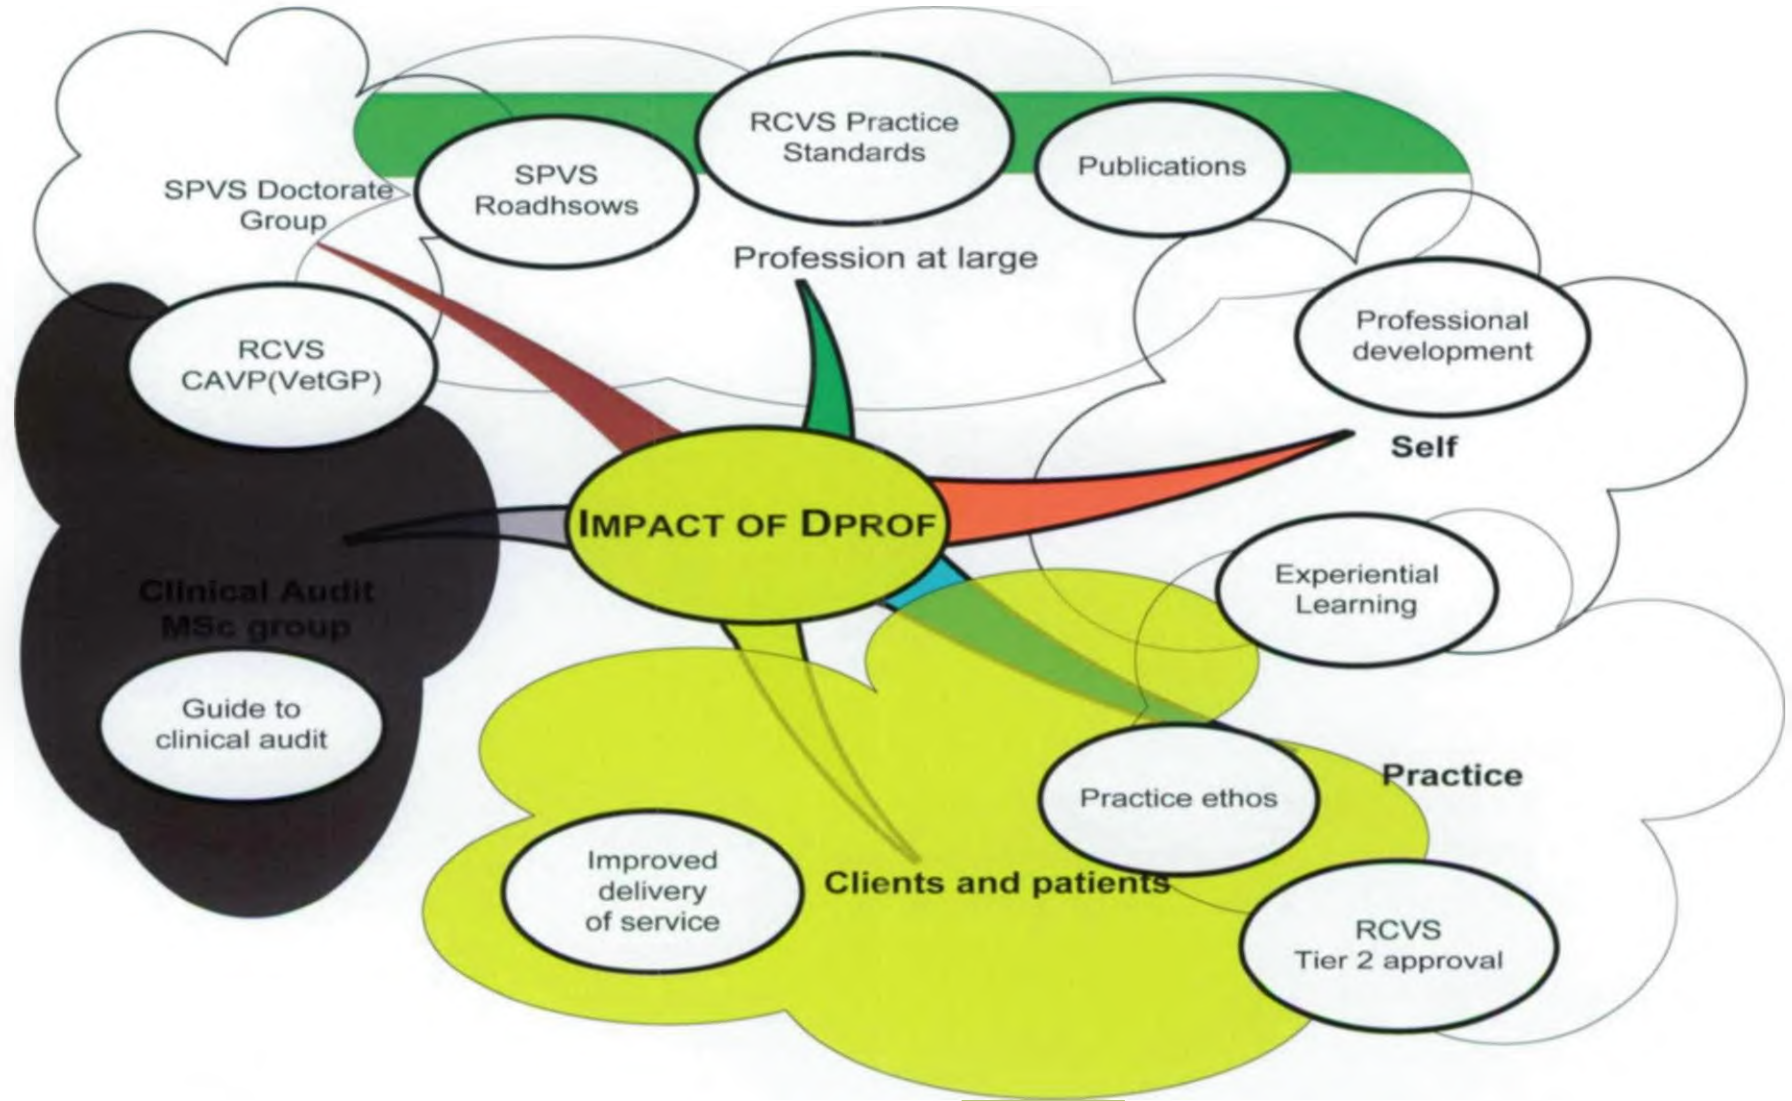 RCVS Practice
Standards
Publications
SPVS
Roadhsows
SPVS Doctorate
Group
Profession at large
Professional
development
RCVS
CAVP(VetGP)
Self
IMPACT OF DPROF
Experiential
Learning
Clinical Audit
MSc group
Guide to
clinical audit
Practice
Practice ethos
Improved
delivery
of service
Clients and patients
RCVS
Tier 2 approval